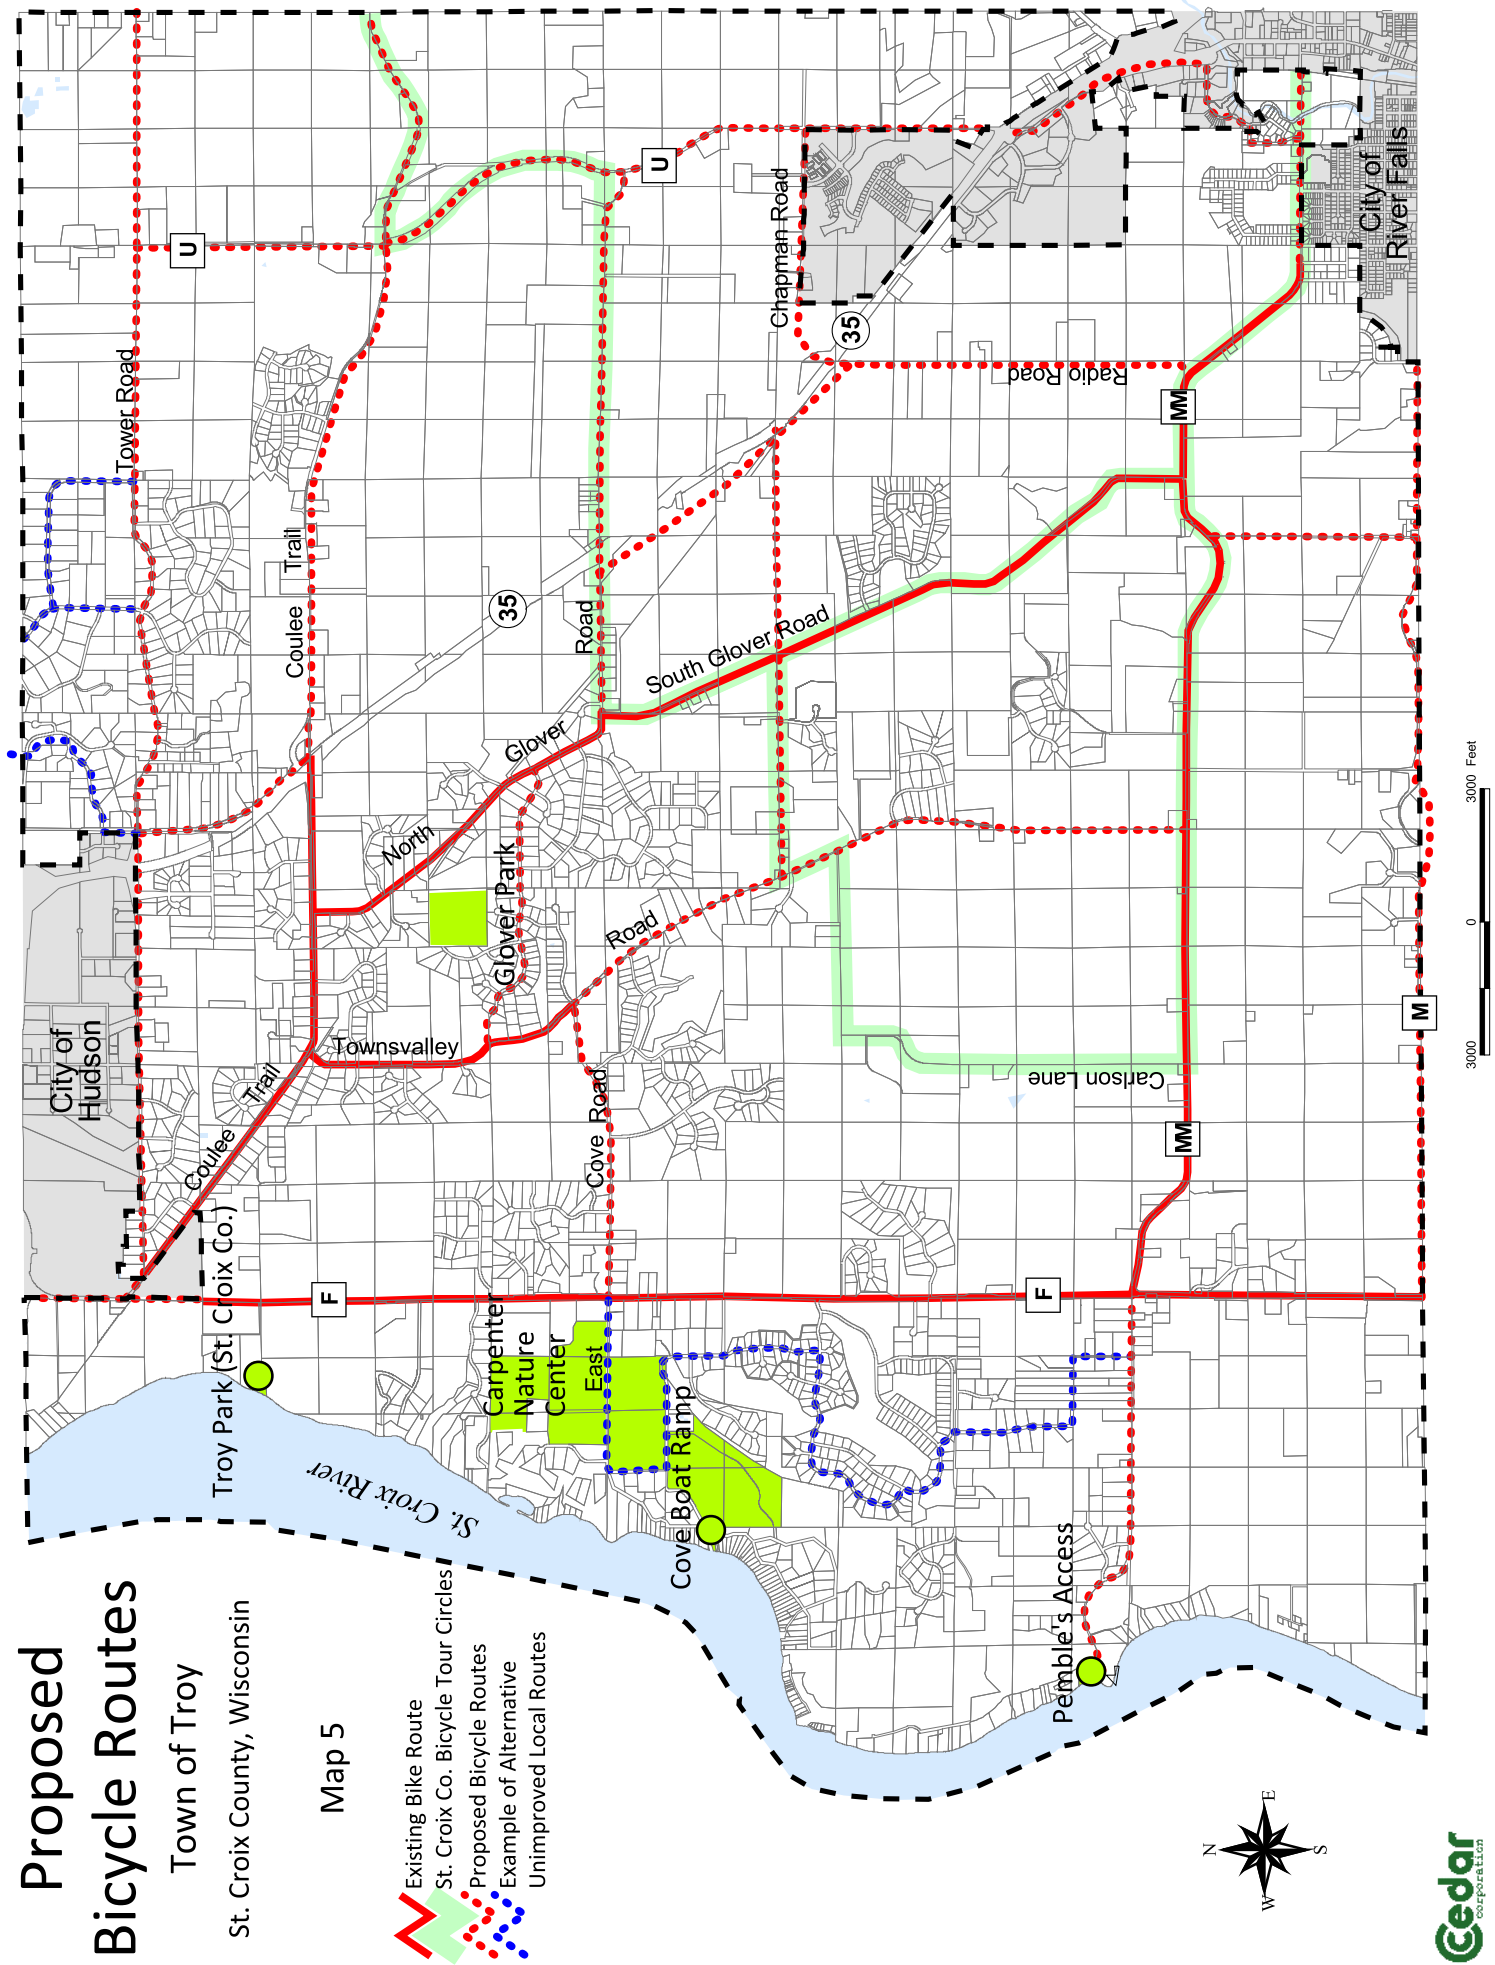 Proposed
Bicycle Routes
Town of Troy
St. Croix County, Wisconsin
Map 5
Existing Bike Route
St. Croix Co. Bicycle Tour Circles
Proposed Bicycle Routes
Example of Alternative
Unimproved Local Routes
City of
Hudson
Tower Road
U
Coulee
Trail
Coulee
Trail
Troy Park (St. Croix Co.)
F
35
North
Glover
Road
Glover Park
Townsvalley
Road
Cove Road
East
Carpenter
Nature
Center
St. Croix River
Cove Boat Ramp
U
South Glover Road
Chapman Road
35
Radio Road
MM
City of
River Falls
Carlson Lane
MM
F
Pemble's Access
M
3000
0
3000 Feet
N
W
E
S
Cedar
corporation